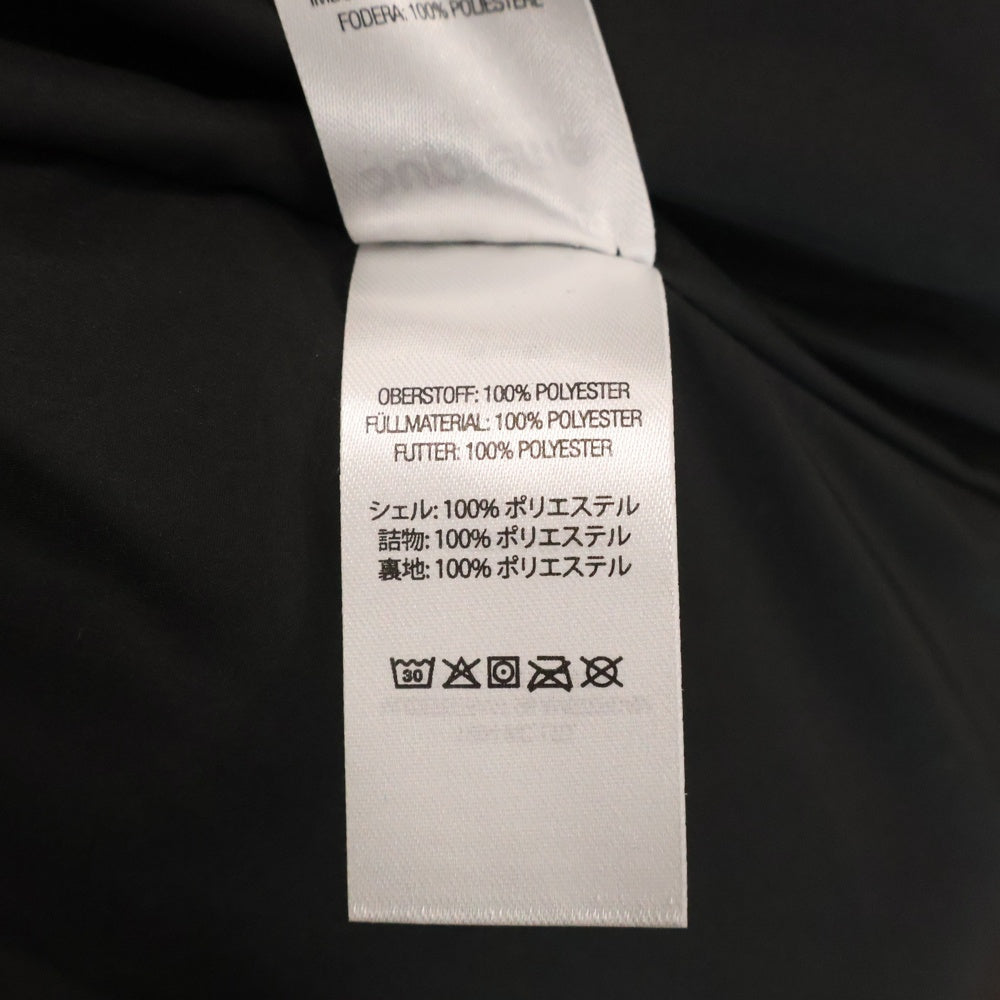 FODERA: 100% POLIESTERE
OBERSTOFF: 100% POLYESTER
FÜLLMATERIAL: 100% POLYESTER
FUTTER: 100% POLYESTER
シェル: 100% ポリエステル
詰物: 100% ポリエステル
裏地: 100% ポリエステル
30